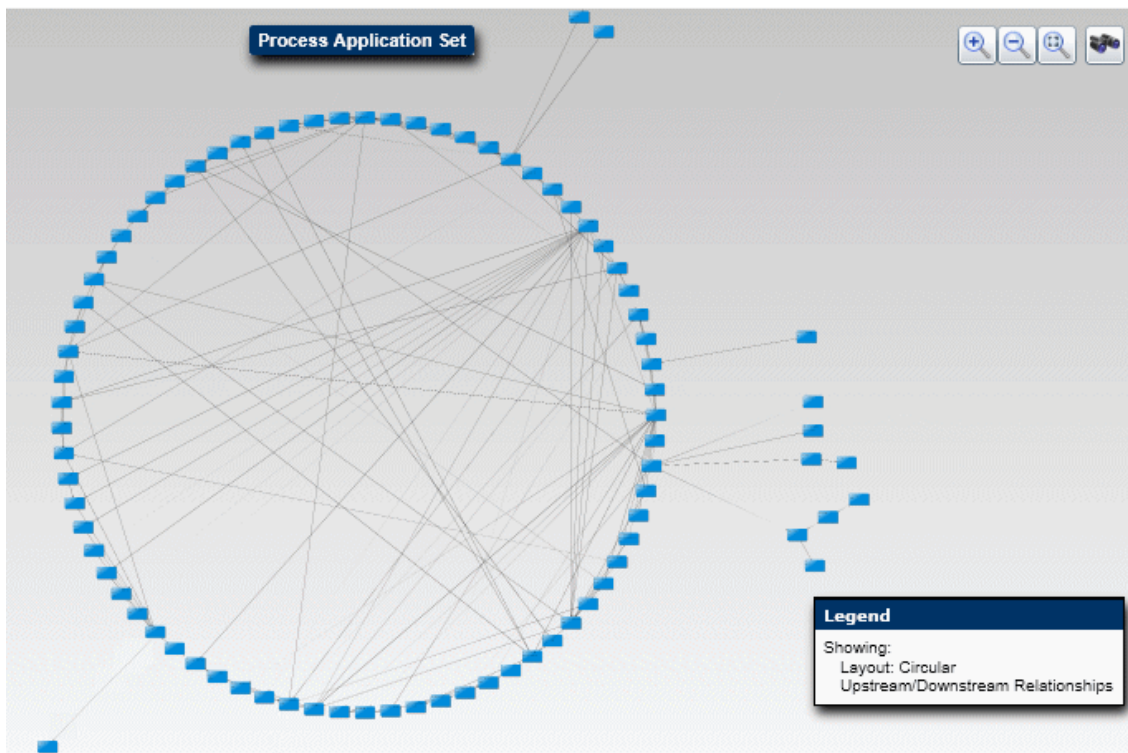 Process Application Set
Legend
Showing:
Layout: Circular
Upstream/Downstream Relationships